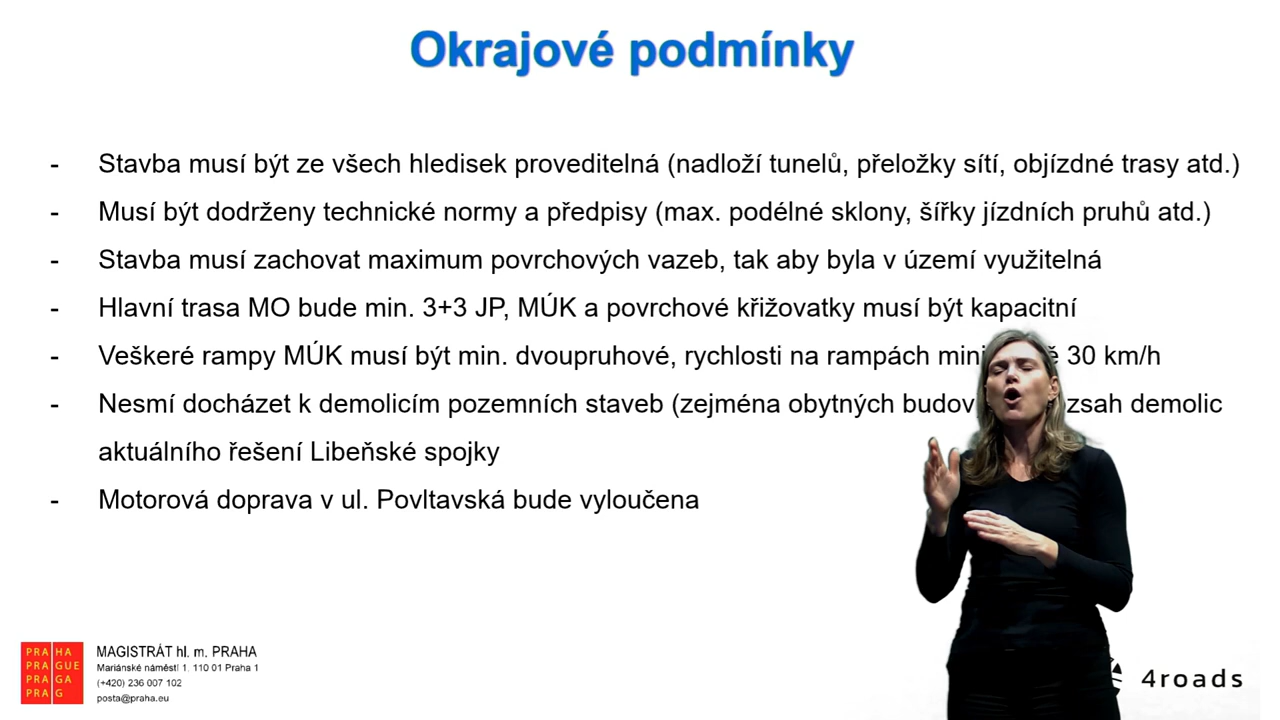 Okrajové podmínky
- Stavba musí být ze všech hledisek proveditelná (nadloží tunelů, přeložky sítí, objízdné trasy atd.)
- Musí být dodrženy technické normy a předpisy (max. podélné sklony, šířky jízdních pruhů atd.)
- Stavba musí zachovat maximum povrchových vazeb, tak aby byla v území využitelná
- Hlavní trasa MO bude min. 3+3 JP, MÚK a povrchové křižovatky musí být kapacitní
- Veškeré rampy MÚK musí být min. dvoupruhové, rychlosti na rampách 30 km/h
- Nesmí docházet k demolicím pozemních staveb (zejména obytných demolic
aktuálního řešení Libeňské spojky
- Motorová doprava v ul. Povltavská bude vyloučena
PRA HA
PRA GUE
PRA GA
PRA G
MAGISTRÁT hl. m. PRAHA
Mariánské náměstí 1, 110 01 Praha 1
(+420) 236 007 102
posta@praha.eu
4roads